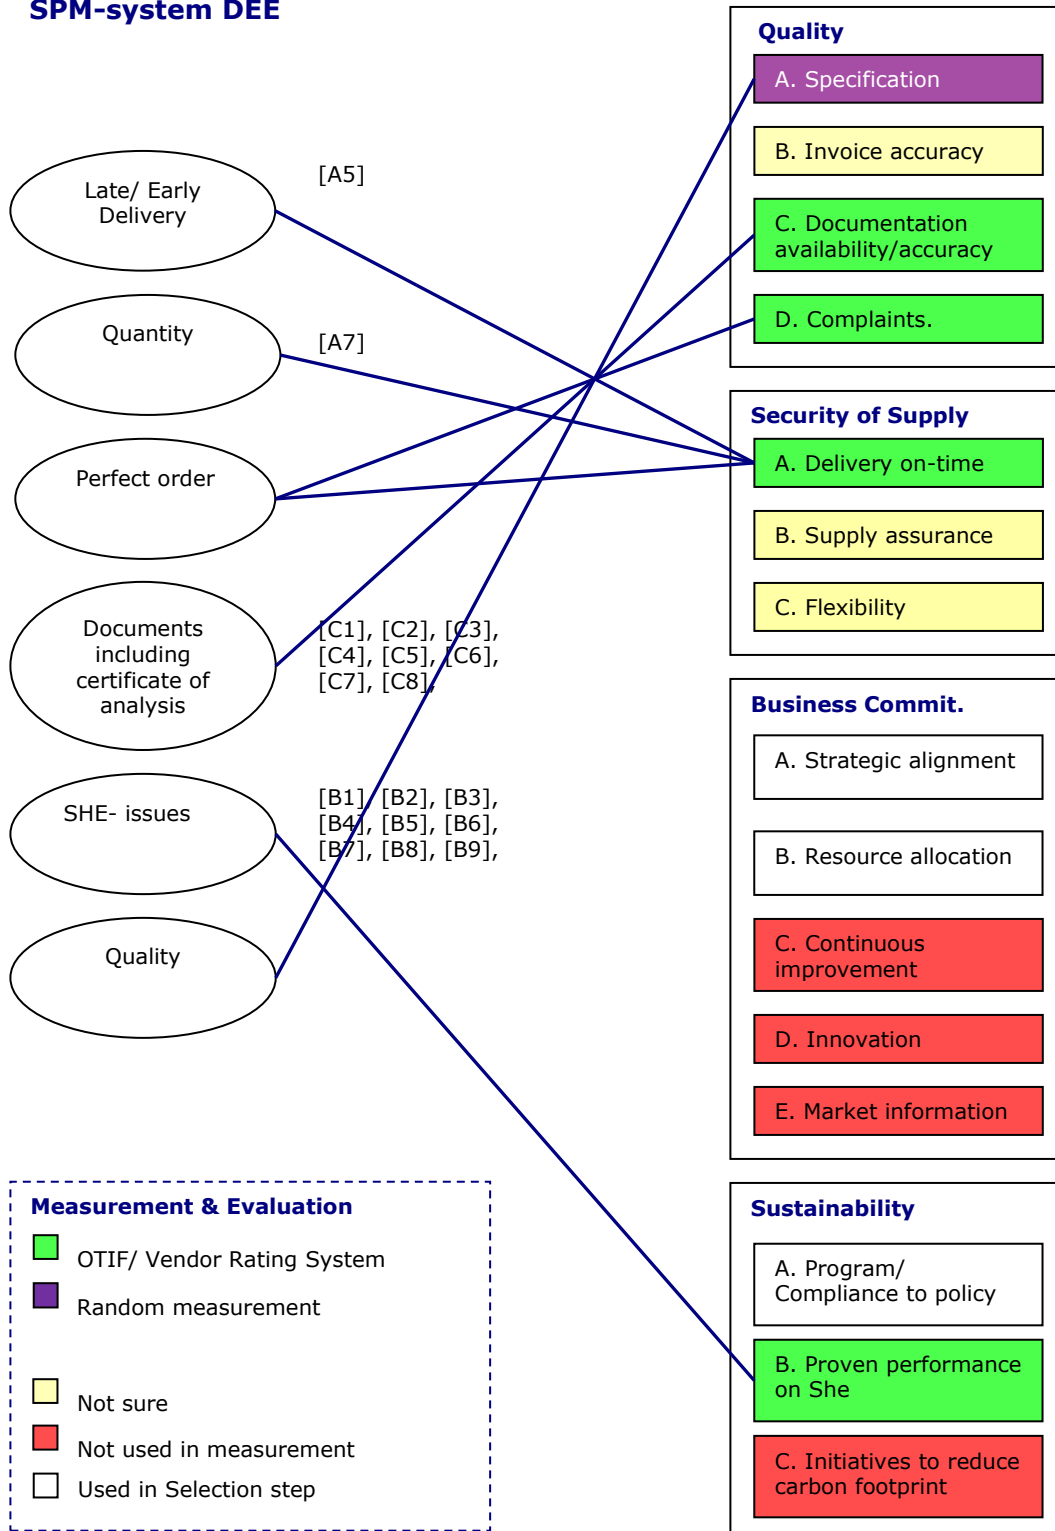 SPM-system DEE
Late/ Early
Delivery
[A5]
Quantity
[A7]
Perfect order
Documents
including
certificate of
analysis
[C1], [C2], [C3],
[C4], [C5], [C6],
[C7], [C8],
SHE- issues
[B1], [B2], [B3],
[B4], [B5], [B6],
[B7], [B8], [B9],
Quality
Quality
A. Specification
B. Invoice accuracy
C. Documentation
availability/accuracy
D. Complaints.
Security of Supply
A. Delivery on-time
B. Supply assurance
C. Flexibility
Business Commit.
A. Strategic alignment
B. Resource allocation
C. Continuous
improvement
D. Innovation
E. Market information
Sustainability
A. Program/
Compliance to policy
B. Proven performance
on She
C. Initiatives to reduce
carbon footprint
Measurement & Evaluation
OTIF/ Vendor Rating System
Random measurement
Not sure
Not used in measurement
Used in Selection step